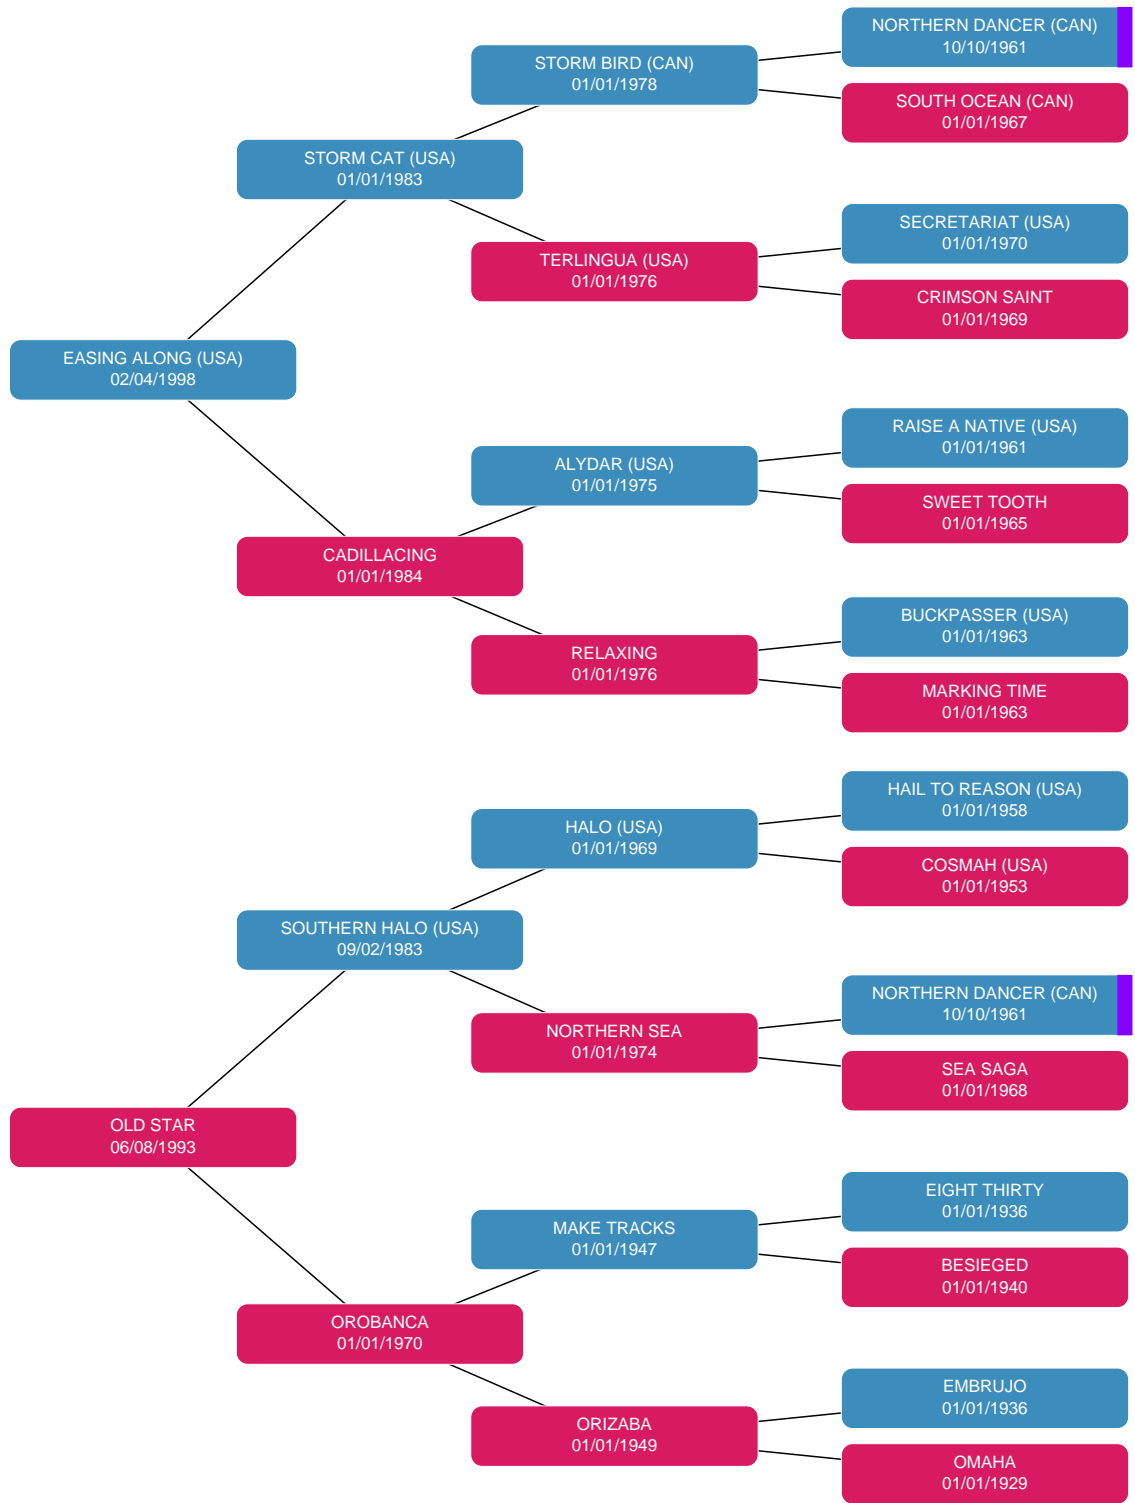 NORTHERN DANCER (CAN)
10/10/1961
STORM BIRD (CAN)
01/01/1978
SOUTH OCEAN (CAN)
01/01/1967
STORM CAT (USA)
01/01/1983
SECRETARIAT (USA)
01/01/1970
TERLINGUA (USA)
01/01/1976
CRIMSON SAINT
01/01/1969
EASING ALONG (USA)
02/04/1998
RAISE A NATIVE (USA)
01/01/1961
ALYDAR (USA)
01/01/1975
SWEET TOOTH
01/01/1965
CADILLACING
01/01/1984
BUCKPASSER (USA)
01/01/1963
RELAXING
01/01/1976
MARKING TIME
01/01/1963
HAIL TO REASON (USA)
01/01/1958
HALO (USA)
01/01/1969
COSMAH (USA)
01/01/1953
SOUTHERN HALO (USA)
09/02/1983
NORTHERN DANCER (CAN)
10/10/1961
NORTHERN SEA
01/01/1974
SEA SAGA
01/01/1968
OLD STAR
06/08/1993
EIGHT THIRTY
01/01/1936
MAKE TRACKS
01/01/1947
BESIEGED
01/01/1940
OROBANCA
01/01/1970
EMBRUJO
01/01/1936
ORIZABA
01/01/1949
OMAHA
01/01/1929